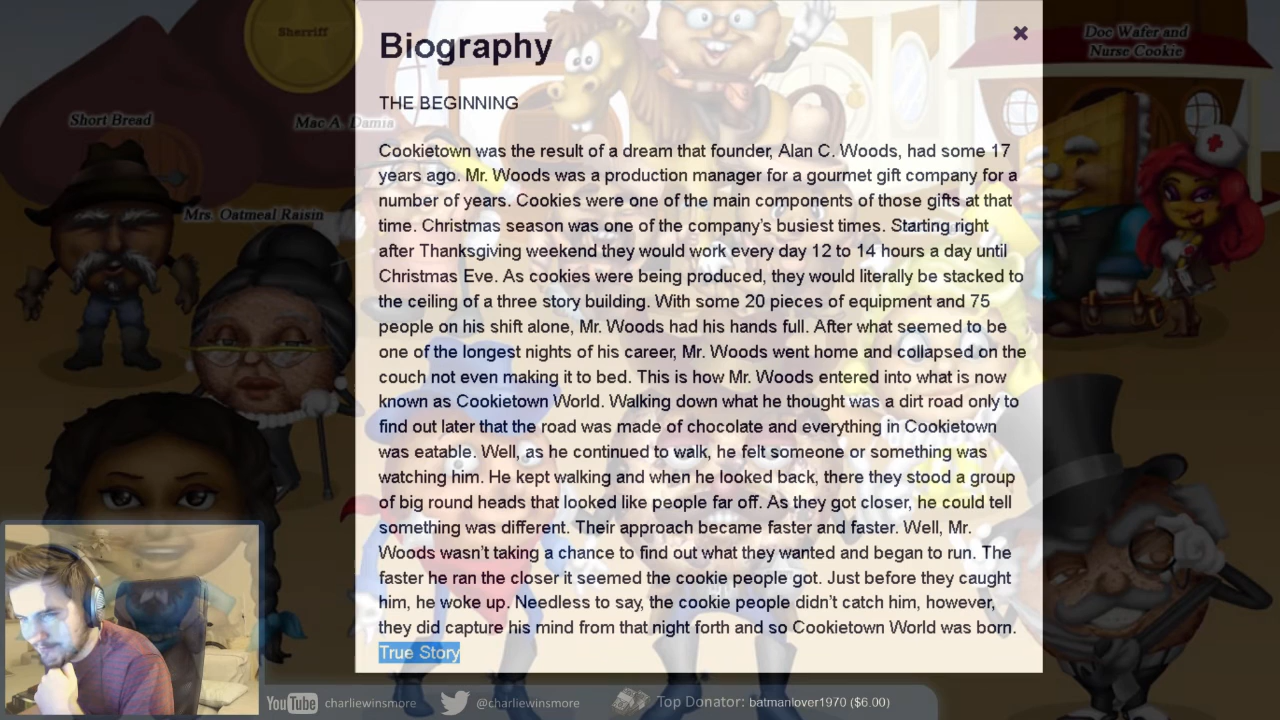 Biography
✖
Sherriff
Doc Wafer and
Nurse Cookie
Short Bread
Mac A. Damia
Mrs. Oatmeal Raisin
THE BEGINNING
Cookietown was the result of a dream that founder, Alan C. Woods, had some 17
years ago. Mr. Woods was a production manager for a gourmet gift company for a
number of years. Cookies were one of the main components of those gifts at that
time. Christmas season was one of the company’s busiest times. Starting right
after Thanksgiving weekend they would work every day 12 to 14 hours a day until
Christmas Eve. As cookies were being produced, they would literally be stacked to
the ceiling of a three story building. With some 20 pieces of equipment and 75
people on his shift alone, Mr. Woods had his hands full. After what seemed to be
one of the longest nights of his career, Mr. Woods went home and collapsed on the
couch not even making it to bed. This is how Mr. Woods entered into what is now
known as Cookietown World. Walking down what he thought was a dirt road only to
find out later that the road was made of chocolate and everything in Cookietown
was eatable. Well, as he continued to walk, he felt someone or something was
watching him. He kept walking and when he looked back, there they stood a group
of big round heads that looked like people far off. As they got closer, he could tell
something was different. Their approach became faster and faster. Well, Mr.
Woods wasn’t taking a chance to find out what they wanted and began to run. The
faster he ran the closer it seemed the cookie people got. Just before they caught
him, he woke up. Needless to say, the cookie people didn’t catch him, however,
they did capture his mind from that night forth and so Cookietown World was born.
True Story
YouTube charliewinsmore @charliewinsmore Top Donator: batmanlover1970 ($6.00)